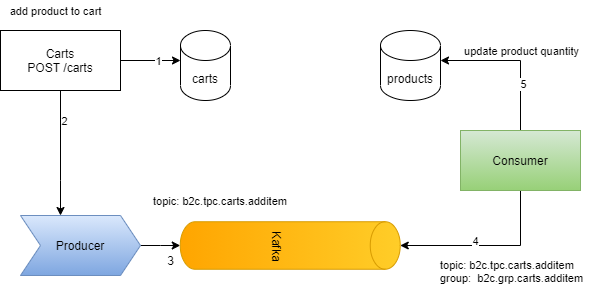 add product to cart
Carts
POST /carts
1
carts
products
update product quantity
5
2
Consumer
topic: b2c.tpc.carts.additem
Producer
3
Kafka
4
topic: b2c.tpc.carts.additem
group: b2c.grp.carts.additem